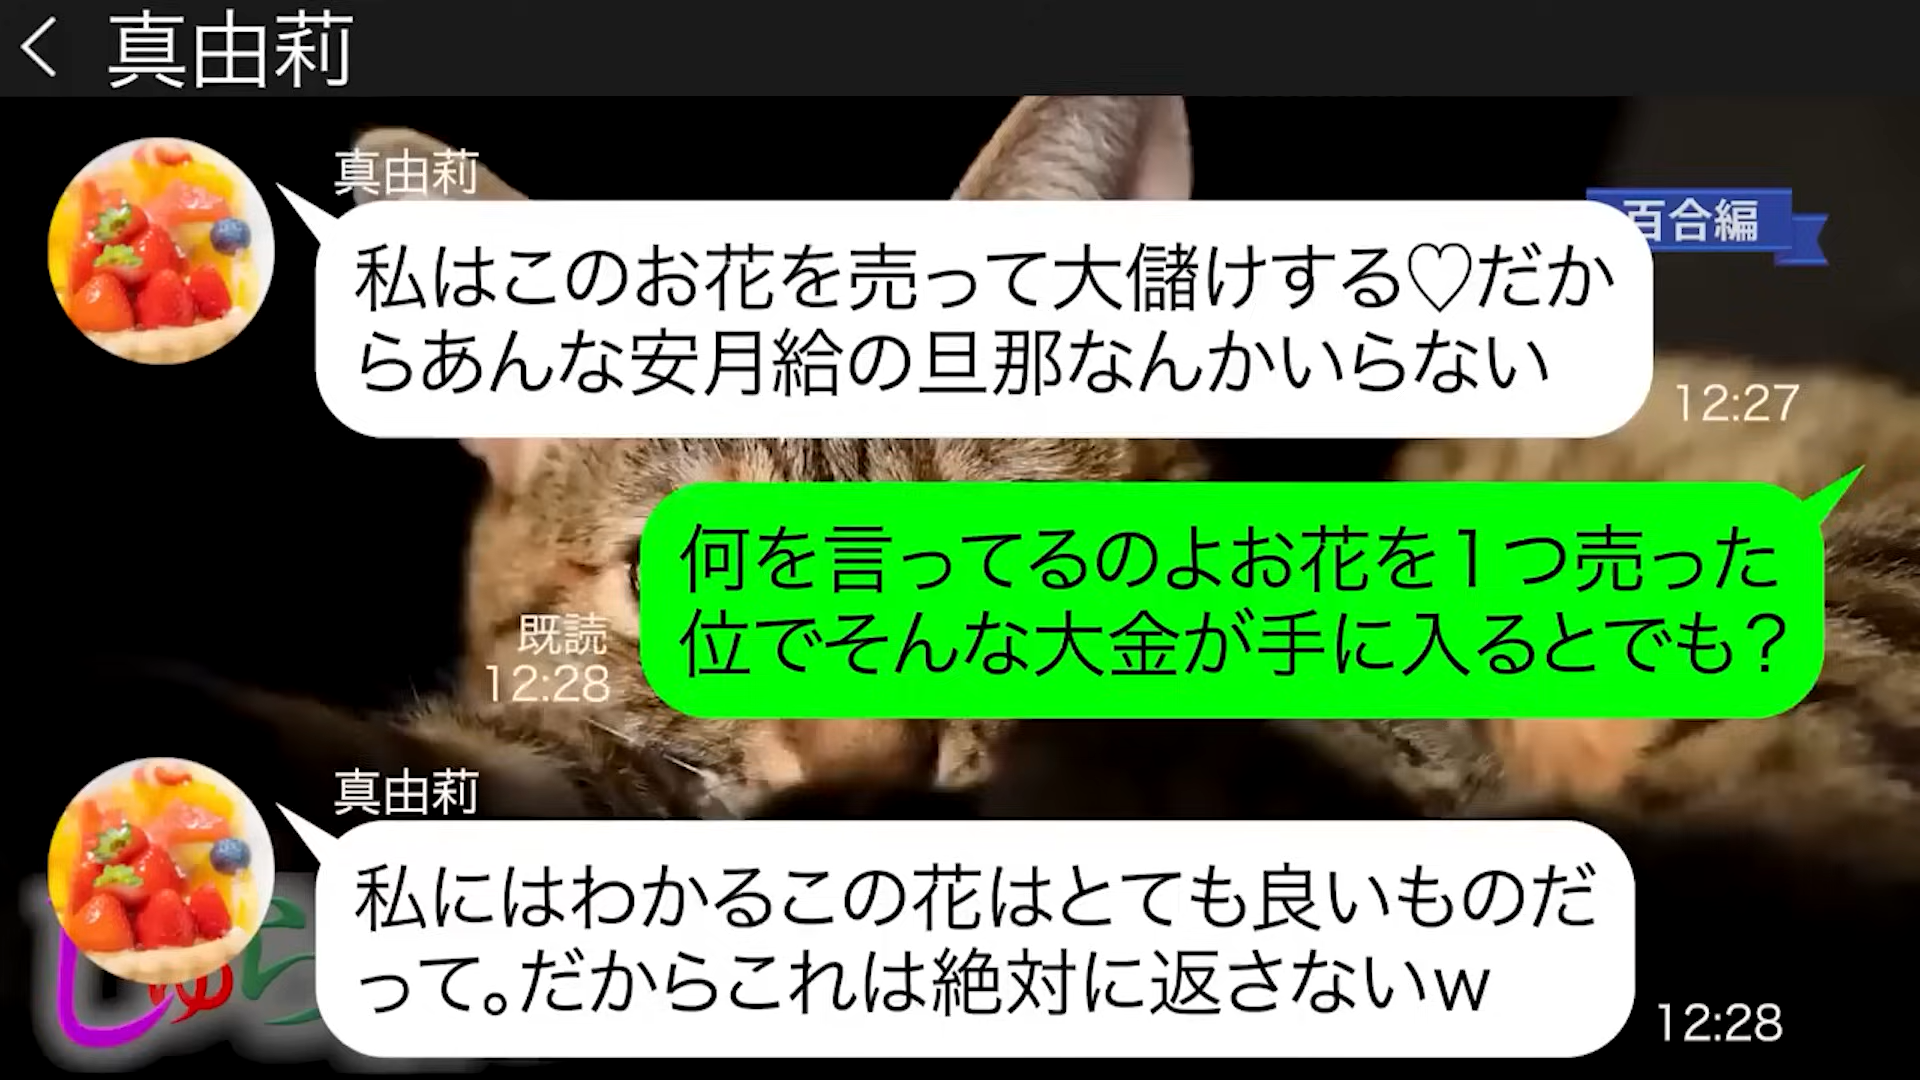 真由莉
真由莉
百合編
私はこのお花を売って大儲けする♡だか
らあんな安月給の旦那なんかいらない
12:27
何を言ってるのよお花を1つ売った
位でそんな大金が手に入るとでも？
既読
12:28
真由莉
私にはわかるこの花はとても良いものだ
って。だからこれは絶対に返さないw
12:28